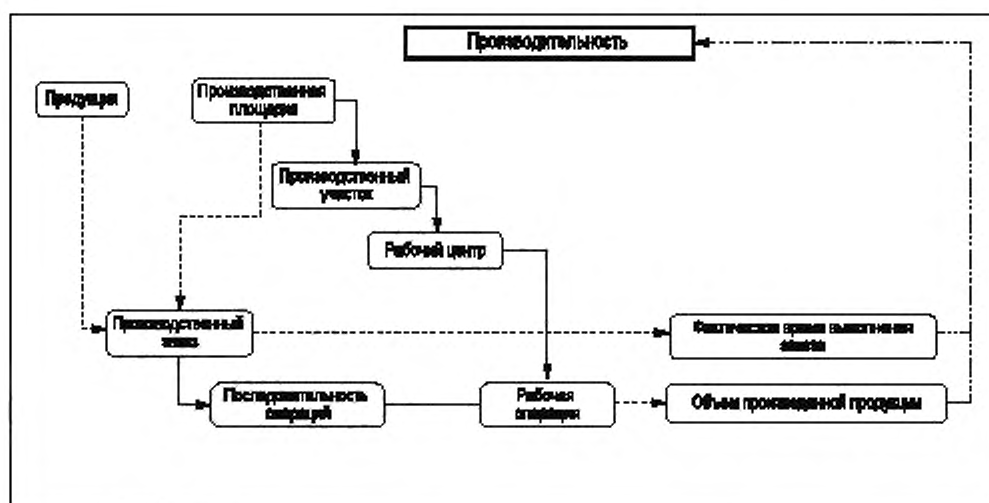 Производительность
Продукция
Производственная
площадка
Производственный
участок
Рабочий центр
Производственный
заказ
Фактическое время выполнения
заказа
Последовательность
операций
Рабочая
операция
Объем произведенной продукции